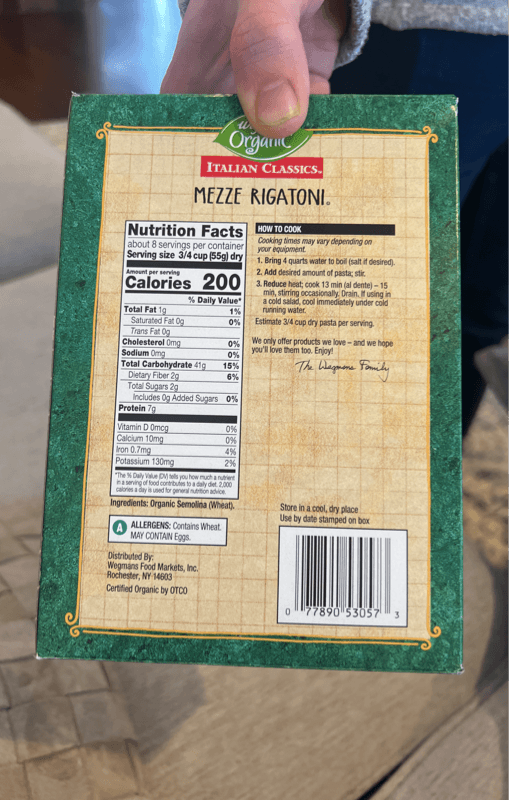 Organic
ITALIAN CLASSICS™
MEZZE RIGATONI®
Nutrition Facts
about 8 servings per container
Serving size 3/4 cup (55g) dry
Amount per serving
Calories 200
% Daily Value*
Total Fat 1g 1%
Saturated Fat 0g 0%
Trans Fat 0g
Cholesterol 0mg 0%
Sodium 0mg 0%
Total Carbohydrate 41g 15%
Dietary Fiber 2g 6%
Total Sugars 2g
Includes 0g Added Sugars 0%
Protein 7g
Vitamin D 0mcg 0%
Calcium 10mg 0%
Iron 0.7mg 4%
Potassium 130mg 2%
*The % Daily Value (DV) tells you how much a nutrient
in a serving of food contributes to a daily diet. 2,000
calories a day is used for general nutrition advice.
Ingredients: Organic Semolina (Wheat).
A ALLERGENS: Contains Wheat.
MAY CONTAIN Eggs.
Distributed By:
Wegmans Food Markets, Inc.
Rochester, NY 14603
Certified Organic by OTCO
HOW TO COOK
Cooking times may vary depending on
your equipment.
1. Bring 4 quarts water to boil (salt if desired).
2. Add desired amount of pasta; stir.
3. Reduce heat; cook 13 min (al dente) – 15
min, stirring occasionally. Drain. If using in
a cold salad, cool immediately under cold
running water.
Estimate 3/4 cup dry pasta per serving.
We only offer products we love – and we hope
you'll love them too. Enjoy!
The Wegmans Family
Store in a cool, dry place
Use by date stamped on box
0 77890 53057 3